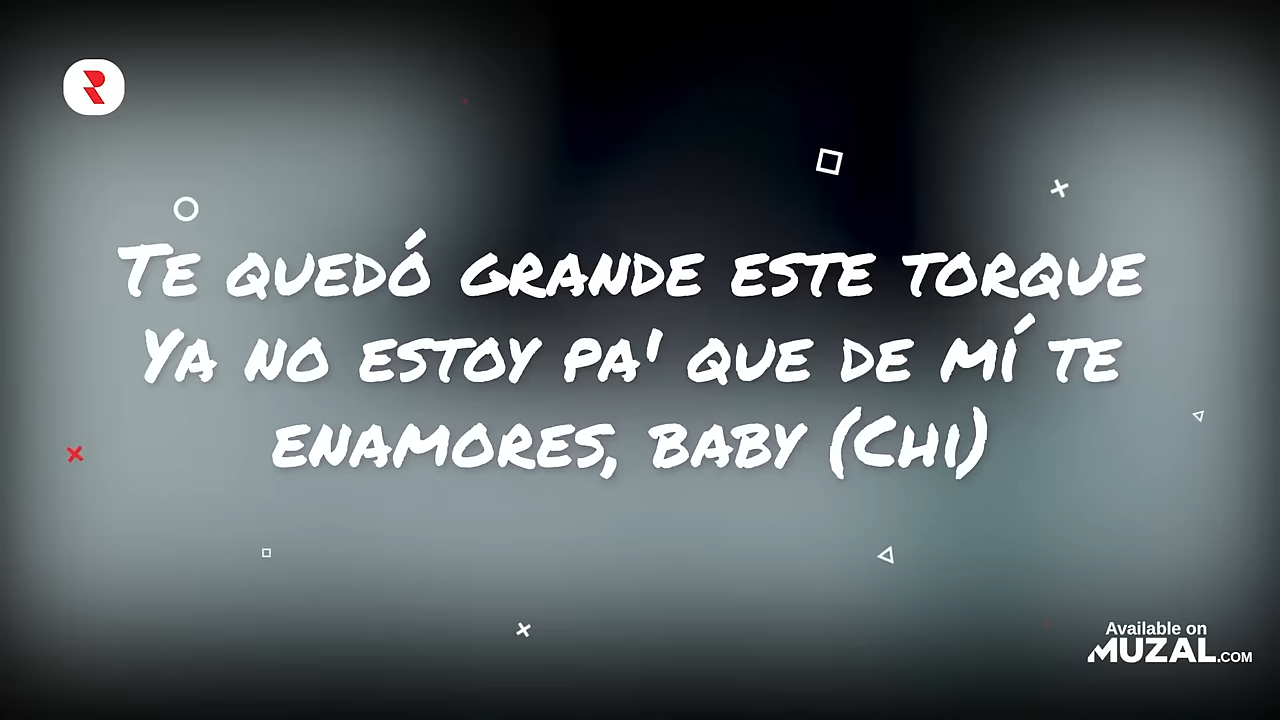 Te quedó grande este torque
Ya no estoy pa' que de mí te
enamores, baby (Chi)
Available on
MUZAL.COM